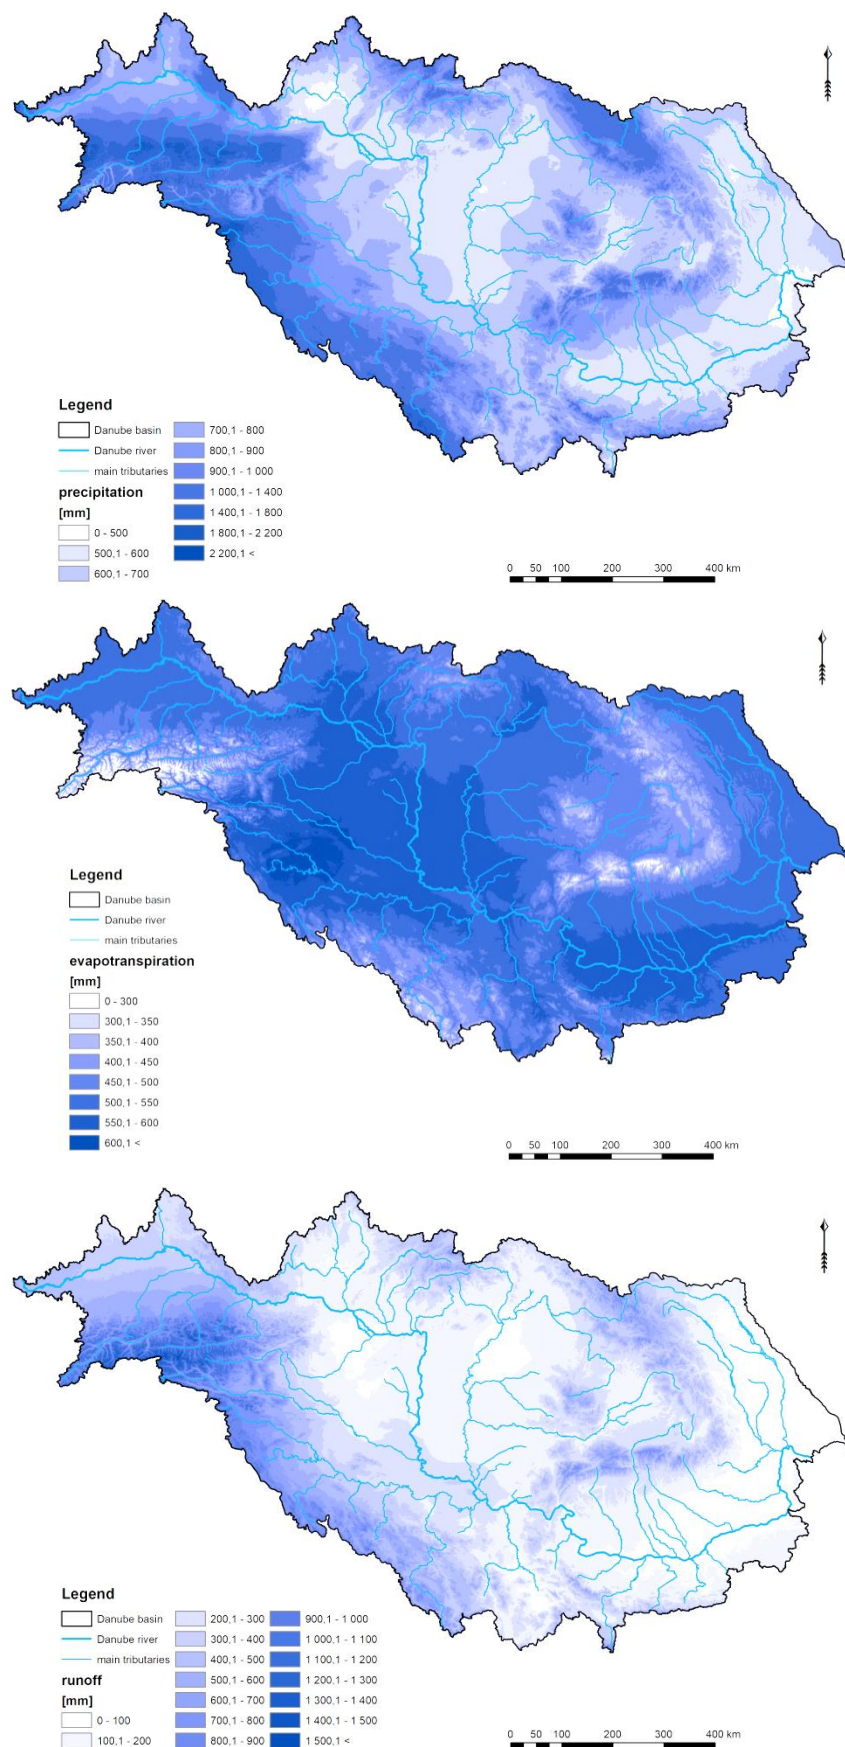 Legend
Danube basin
Danube river
main tributaries
precipitation
[mm]
0 - 500
500,1 - 600
600,1 - 700
700,1 - 800
800,1 - 900
900,1 - 1 000
1 000,1 - 1 400
1 400,1 - 1 800
1 800,1 - 2 200
2 200,1 <
0 50 100 200 300 400 km
Legend
Danube basin
Danube river
main tributaries
evapotranspiration
[mm]
0 - 300
300,1 - 350
350,1 - 400
400,1 - 450
450,1 - 500
500,1 - 550
550,1 - 600
600,1 <
0 50 100 200 300 400 km
Legend
Danube basin
Danube river
main tributaries
runoff
[mm]
0 - 100
100,1 - 200
200,1 - 300
300,1 - 400
400,1 - 500
500,1 - 600
600,1 - 700
700,1 - 800
800,1 - 900
900,1 - 1 000
1 000,1 - 1 100
1 100,1 - 1 200
1 200,1 - 1 300
1 300,1 - 1 400
1 400,1 - 1 500
1 500,1 <
0 50 100 200 300 400 km